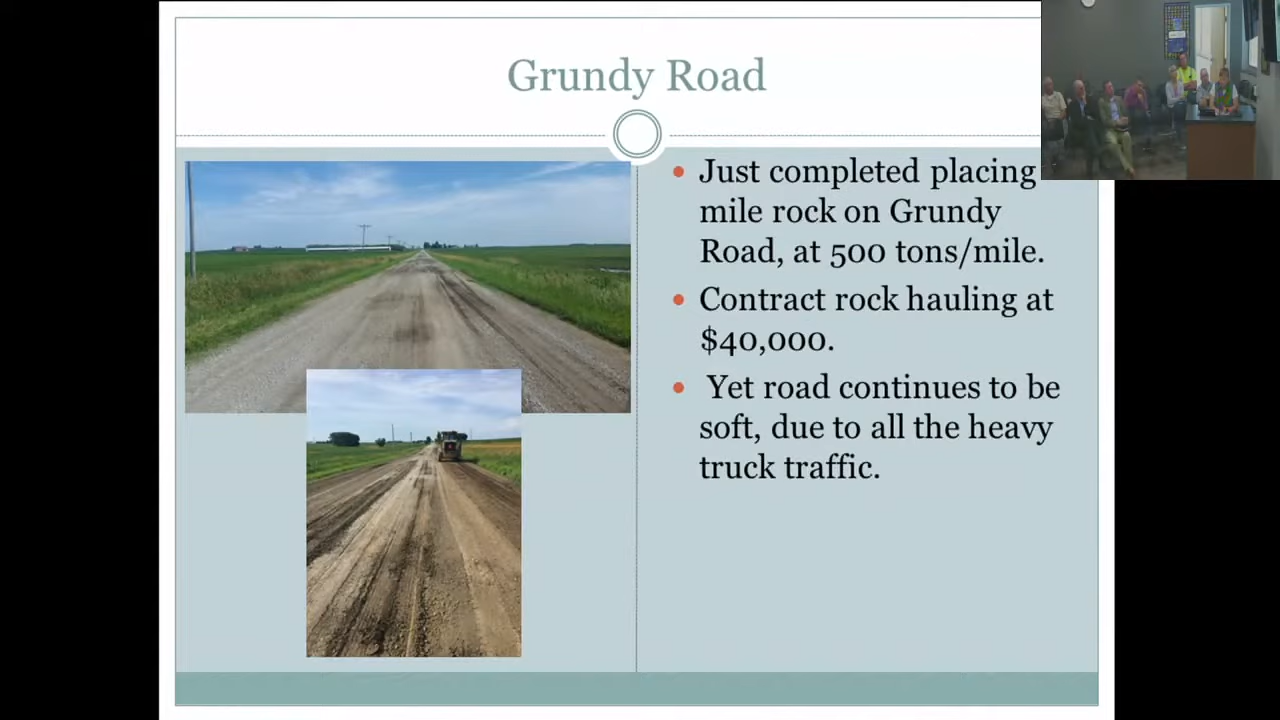 Grundy Road
Just completed placing
mile rock on Grundy
Road, at 500 tons/mile.
Contract rock hauling at
$40,000.
Yet road continues to be
soft, due to all the heavy
truck traffic.